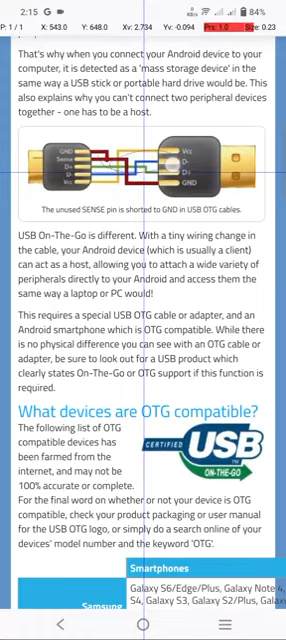 P: 1 / 1 X: 543.0 Y: 648.0 Xv: 2.734 Yv: -0.094 Prs: 1.0 Size: 0.23
2:15 G 84%
That's why when you connect your Android device to your
computer, it is detected as a 'mass storage device' in the
same way a USB stick or portable hard drive would be. This
also explains why you can't connect two peripheral devices
together - one has to be a host.
GND
Sense
D+
D-
Vcc
Vcc
D-
D+
GND
The unused SENSE pin is shorted to GND in USB OTG cables.
USB On-The-Go is different. With a tiny wiring change in
the cable, your Android device (which is usually a client)
can act as a host, allowing you to attach a wide variety of
peripherals directly to your Android and access them the
same way a laptop or PC would!
This requires a special USB OTG cable or adapter, and an
Android smartphone which is OTG compatible. While there
is no physical difference you can see with an OTG cable or
adapter, be sure to look out for a USB product which
clearly states On-The-Go or OTG support if this function is
required.
What devices are OTG compatible?
The following list of OTG
compatible devices has
been farmed from the
internet, and may not be
100% accurate or complete.
CERTIFIED USB
TM
ON-THE-GO
For the final word on whether or not your device is OTG
compatible, check your product packaging or user manual
for the USB OTG logo, or simply do a search online of your
devices' model number and the keyword 'OTG'.
Smartphones
Samsung
Galaxy S6/Edge/Plus, Galaxy Note 4,
S4, Galaxy S3, Galaxy S2/Plus,